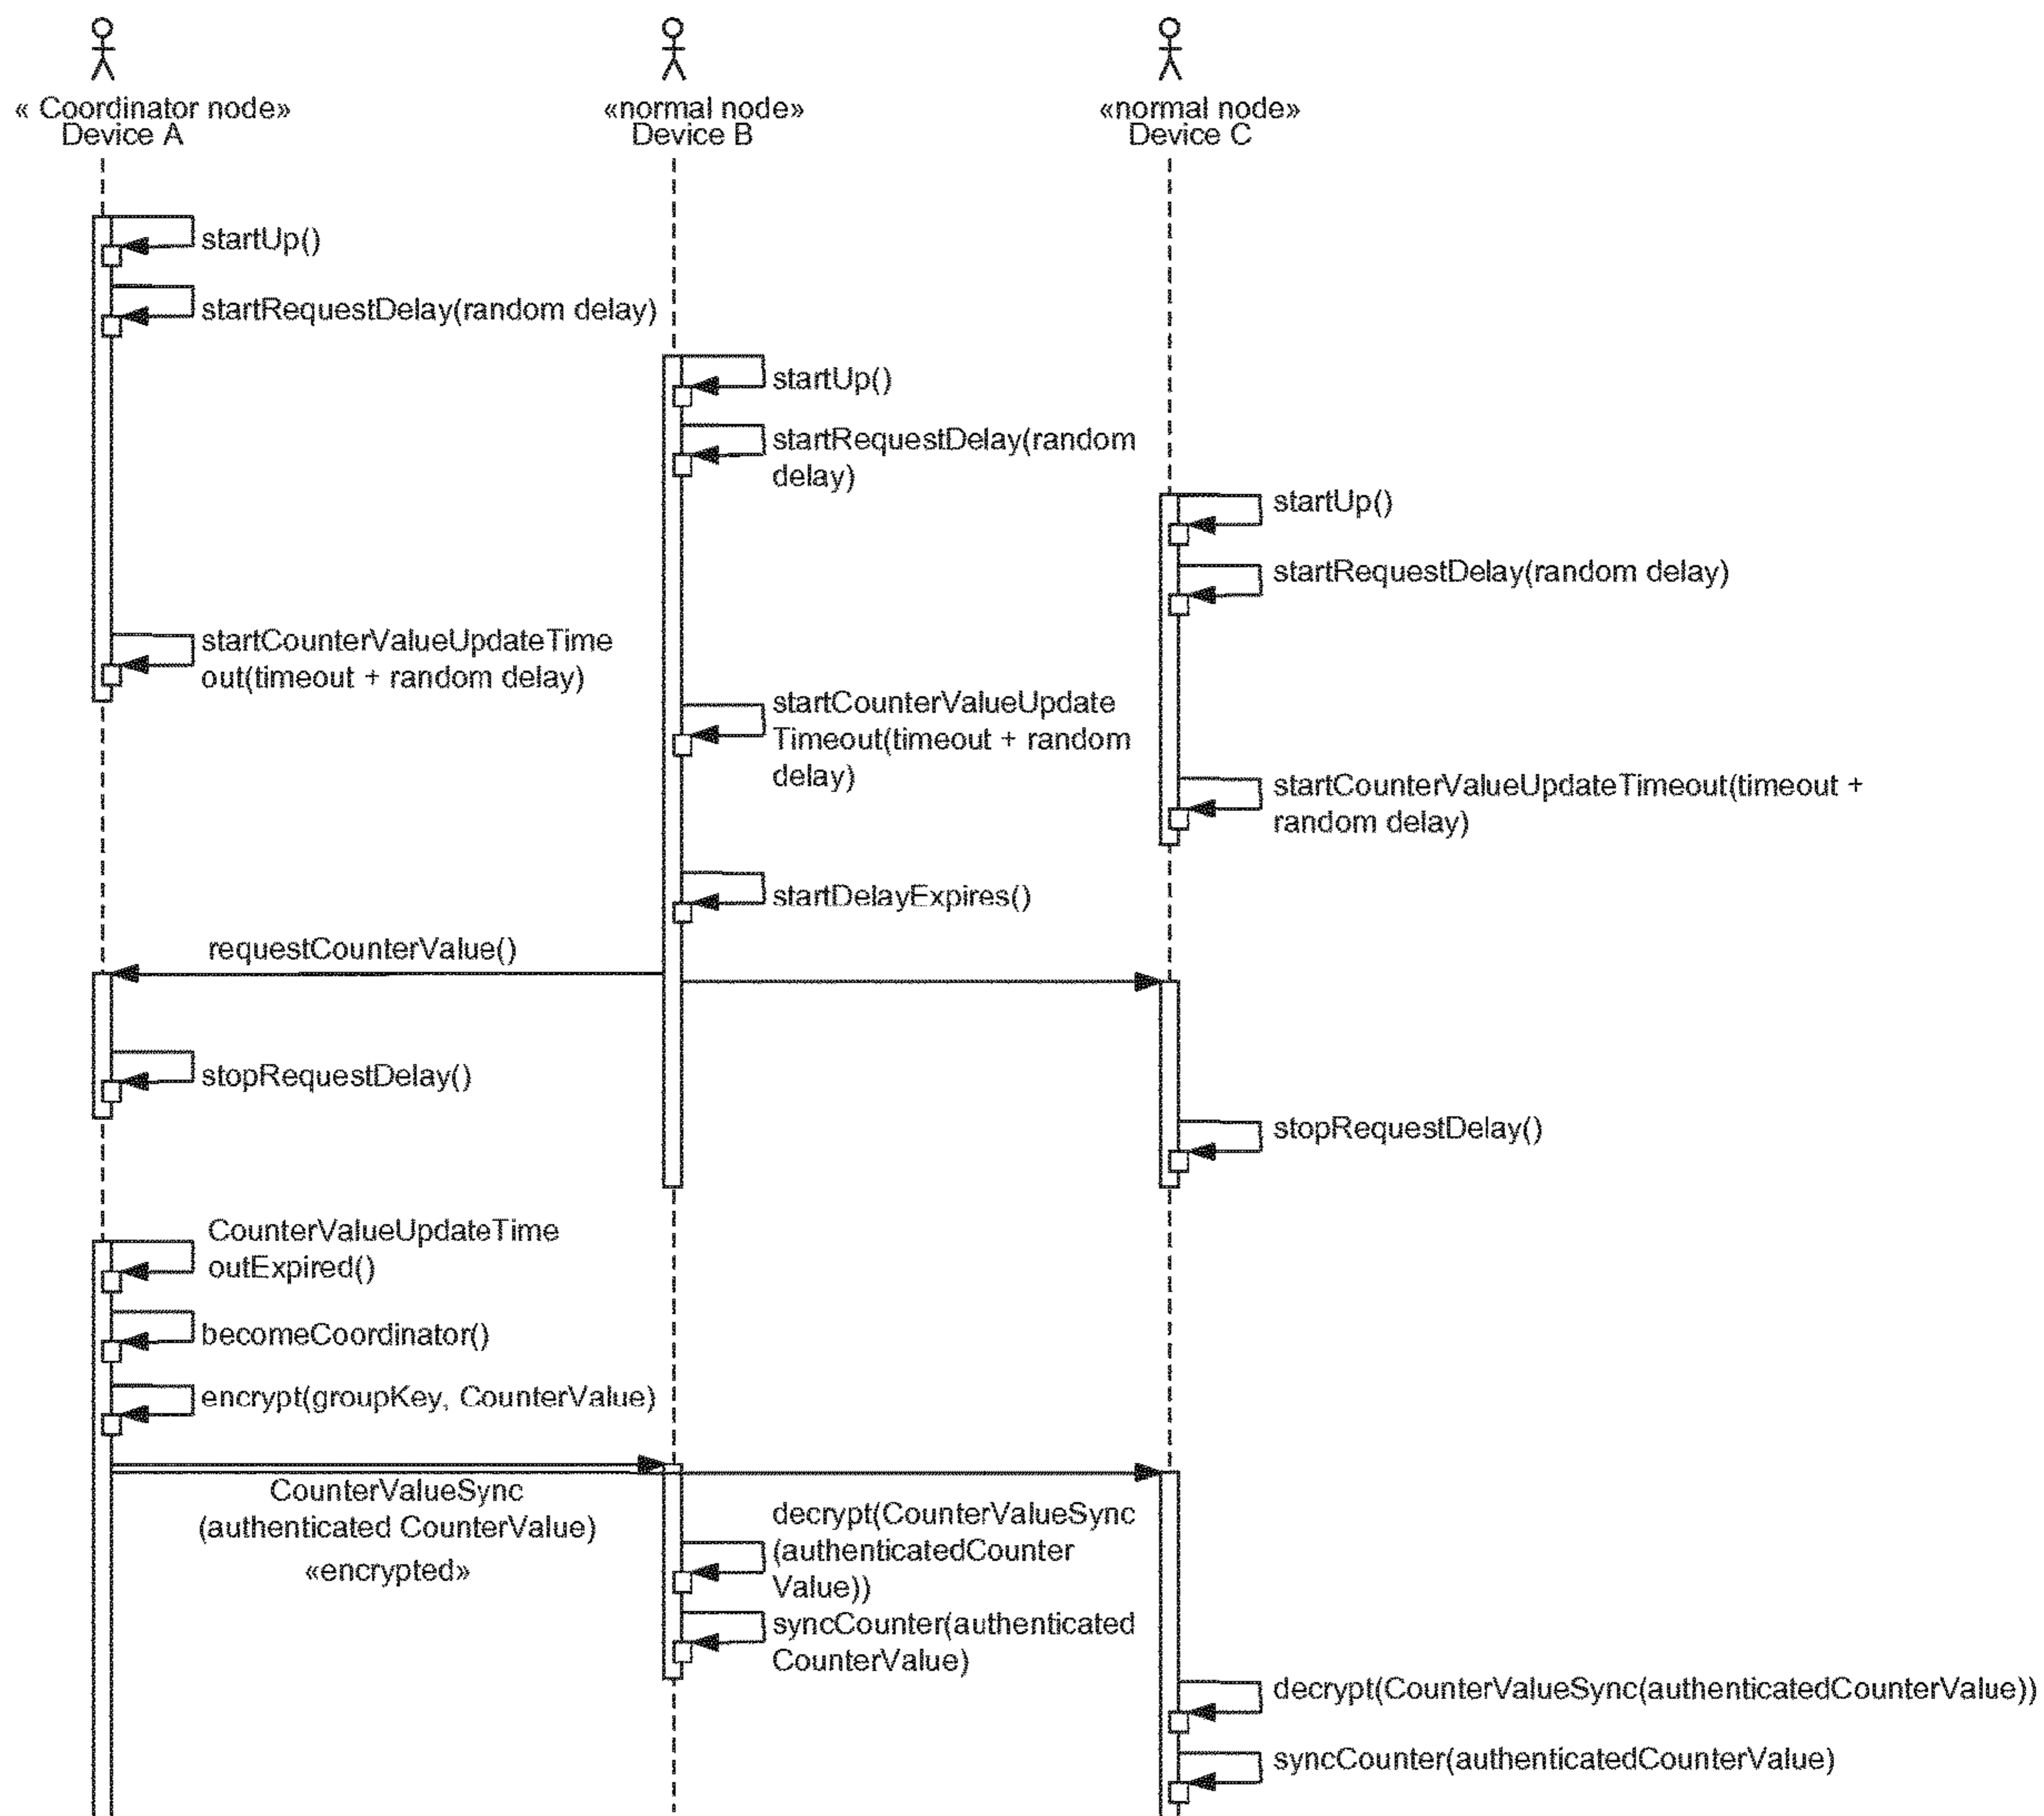 « Coordinator node»
Device A
«normal node»
Device B
«normal node»
Device C
startUp()
startRequestDelay(random delay)
startUp()
startRequestDelay(random
delay)
startUp()
startRequestDelay(random delay)
startCounterValueUpdateTime
out(timeout + random delay)
startCounterValueUpdate
Timeout(timeout + random
delay)
startCounterValueUpdateTimeout(timeout +
random delay)
startDelayExpires()
requestCounterValue()
stopRequestDelay()
stopRequestDelay()
CounterValueUpdateTime
outExpired()
becomeCoordinator()
encrypt(groupKey, CounterValue)
CounterValueSync
(authenticated CounterValue)
«encrypted»
decrypt(CounterValueSync
(authenticatedCounter
Value))
syncCounter(authenticated
CounterValue)
decrypt(CounterValueSync(authenticatedCounterValue))
syncCounter(authenticatedCounterValue)